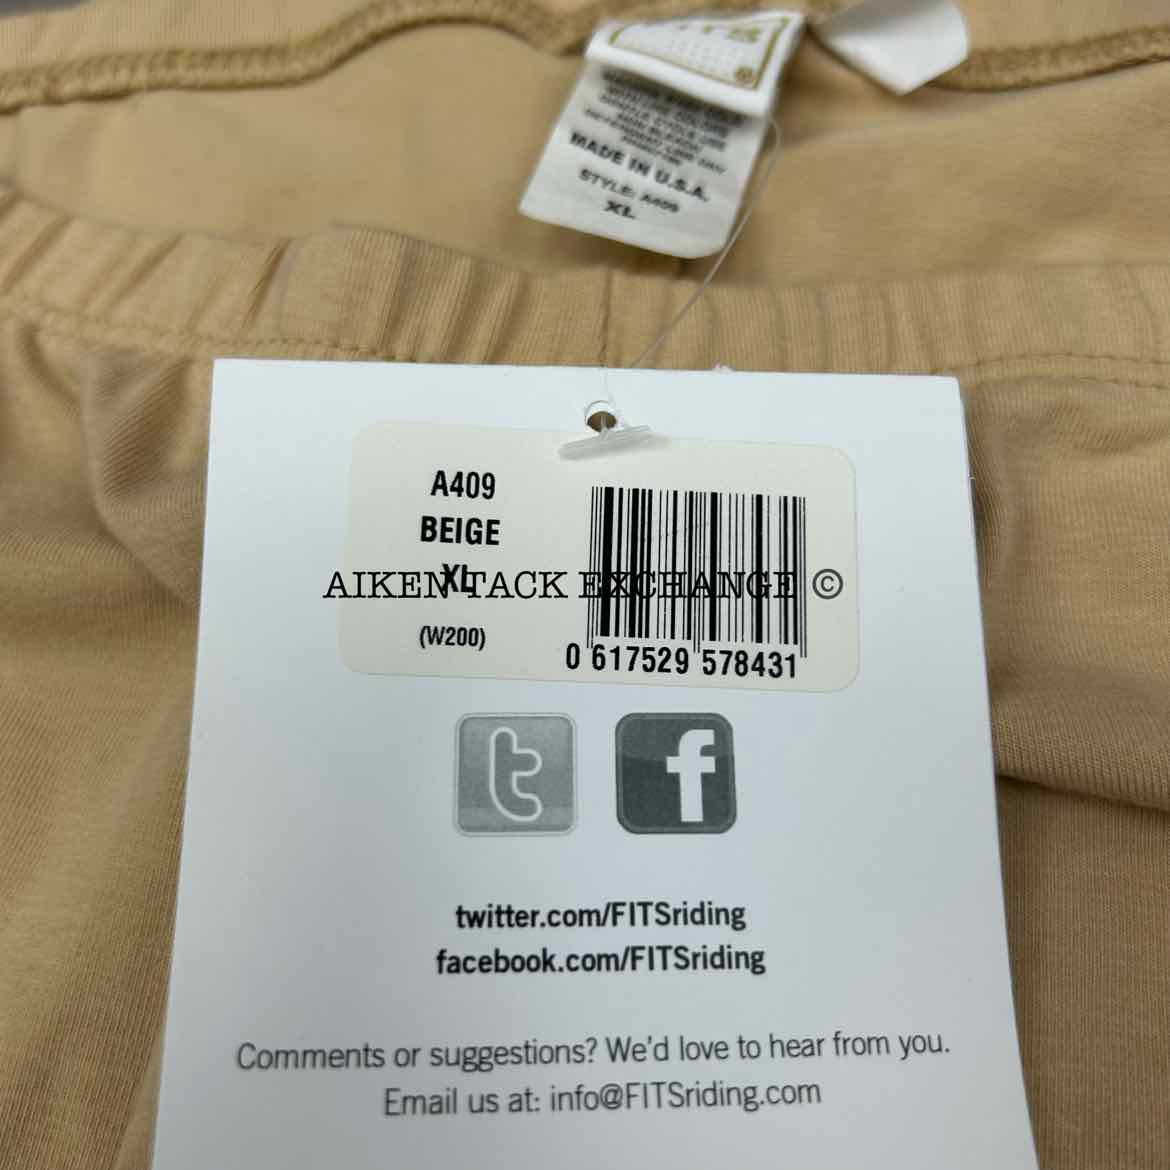 MADE IN U.S.A.
STYLE: A409
XL
A409
BEIGE
XL
AIKEN TACK EXCHANGE ©
(W200)
0 617529 578431
twitter.com/FITSriding
facebook.com/FITSriding
Comments or suggestions? We'd love to hear from you.
Email us at: info@FITSriding.com